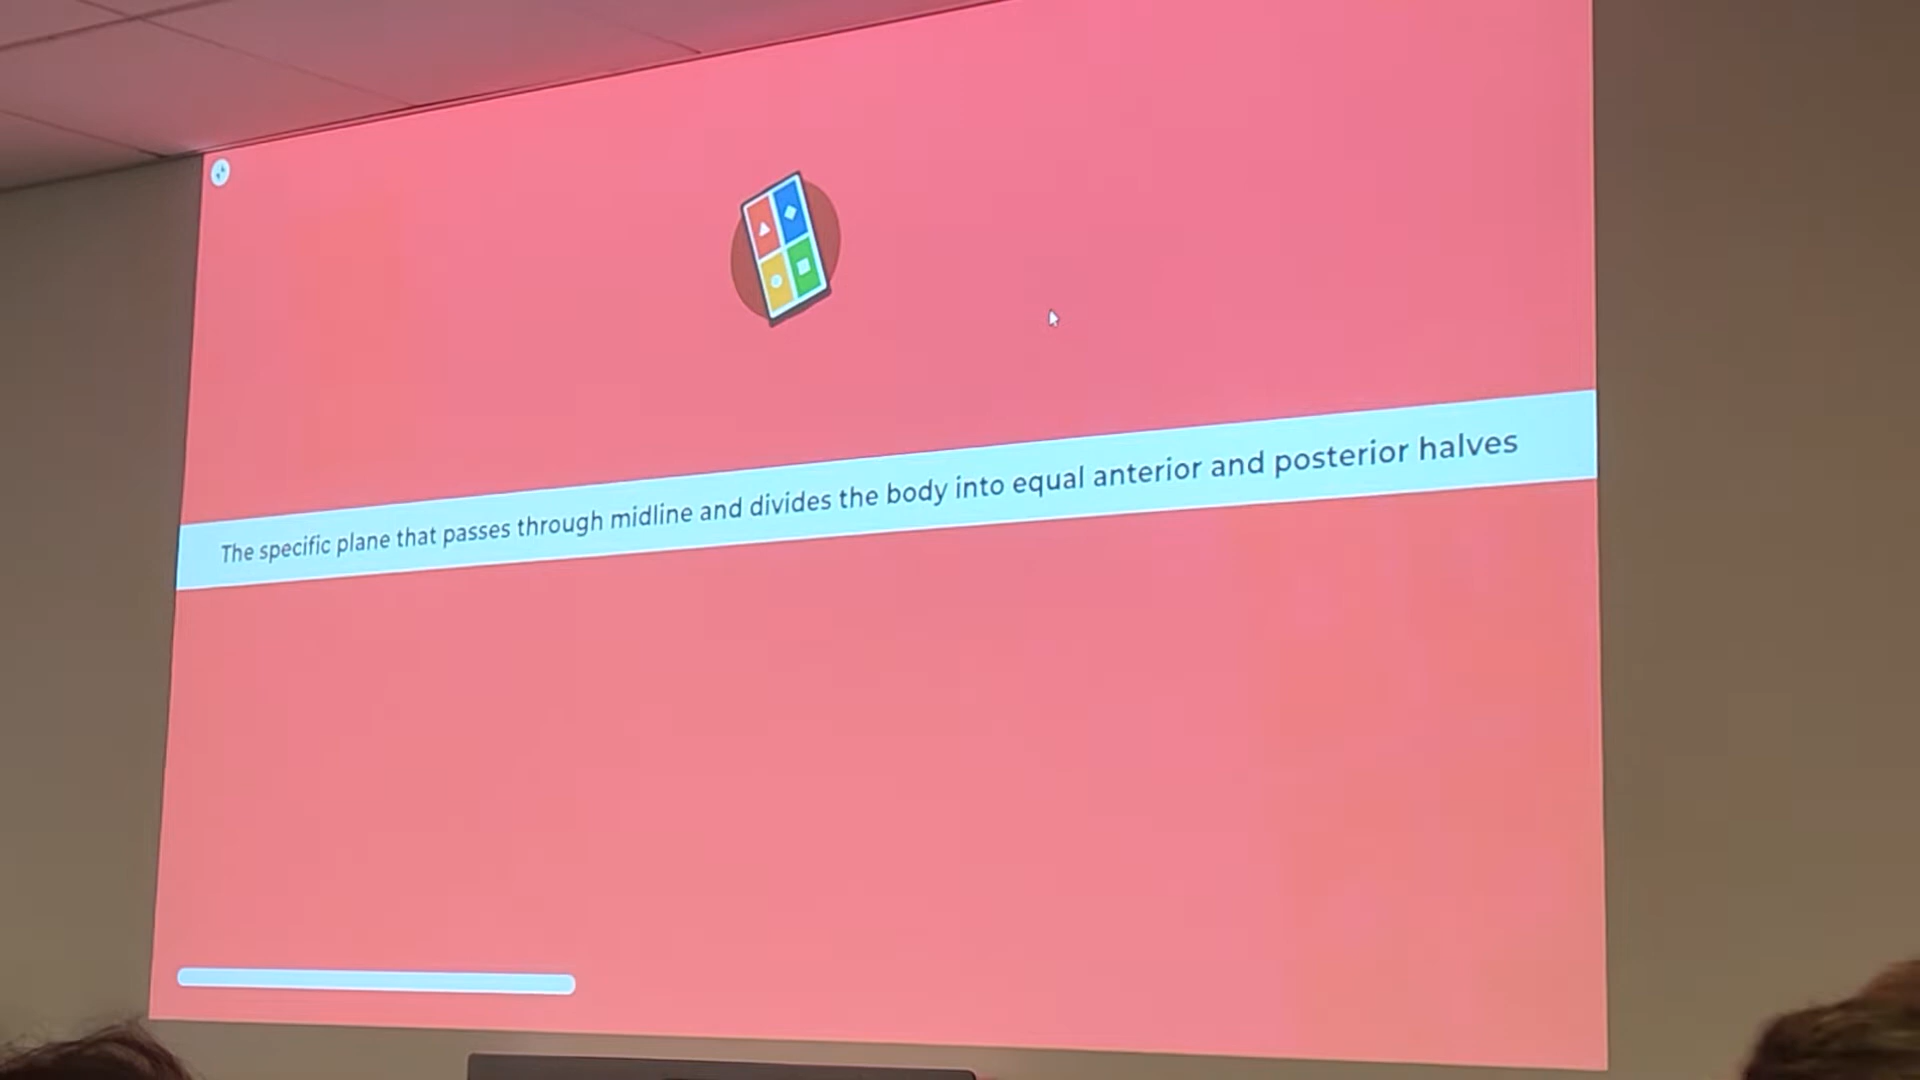 The specific plane that passes through midline and divides the body into equal anterior and posterior halves